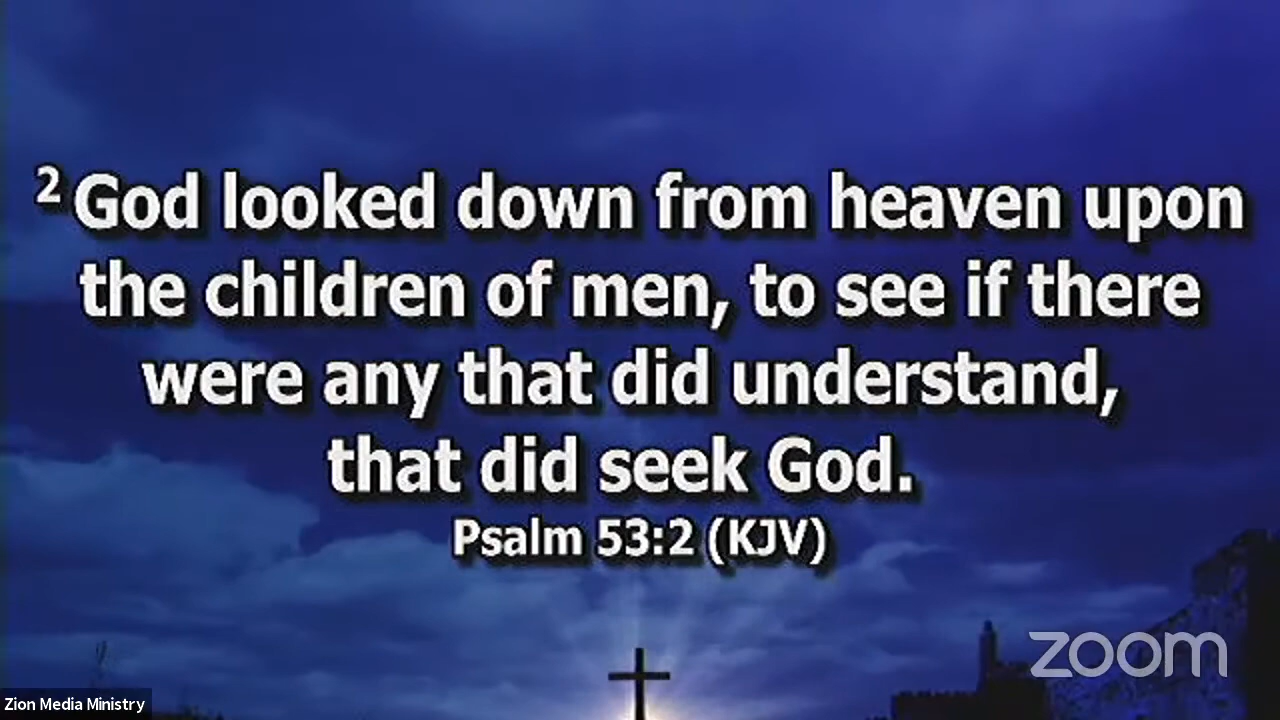 2 God looked down from heaven upon
the children of men, to see if there
were any that did understand,
that did seek God.
Psalm 53:2 (KJV)
zoom
Zion Media Ministry